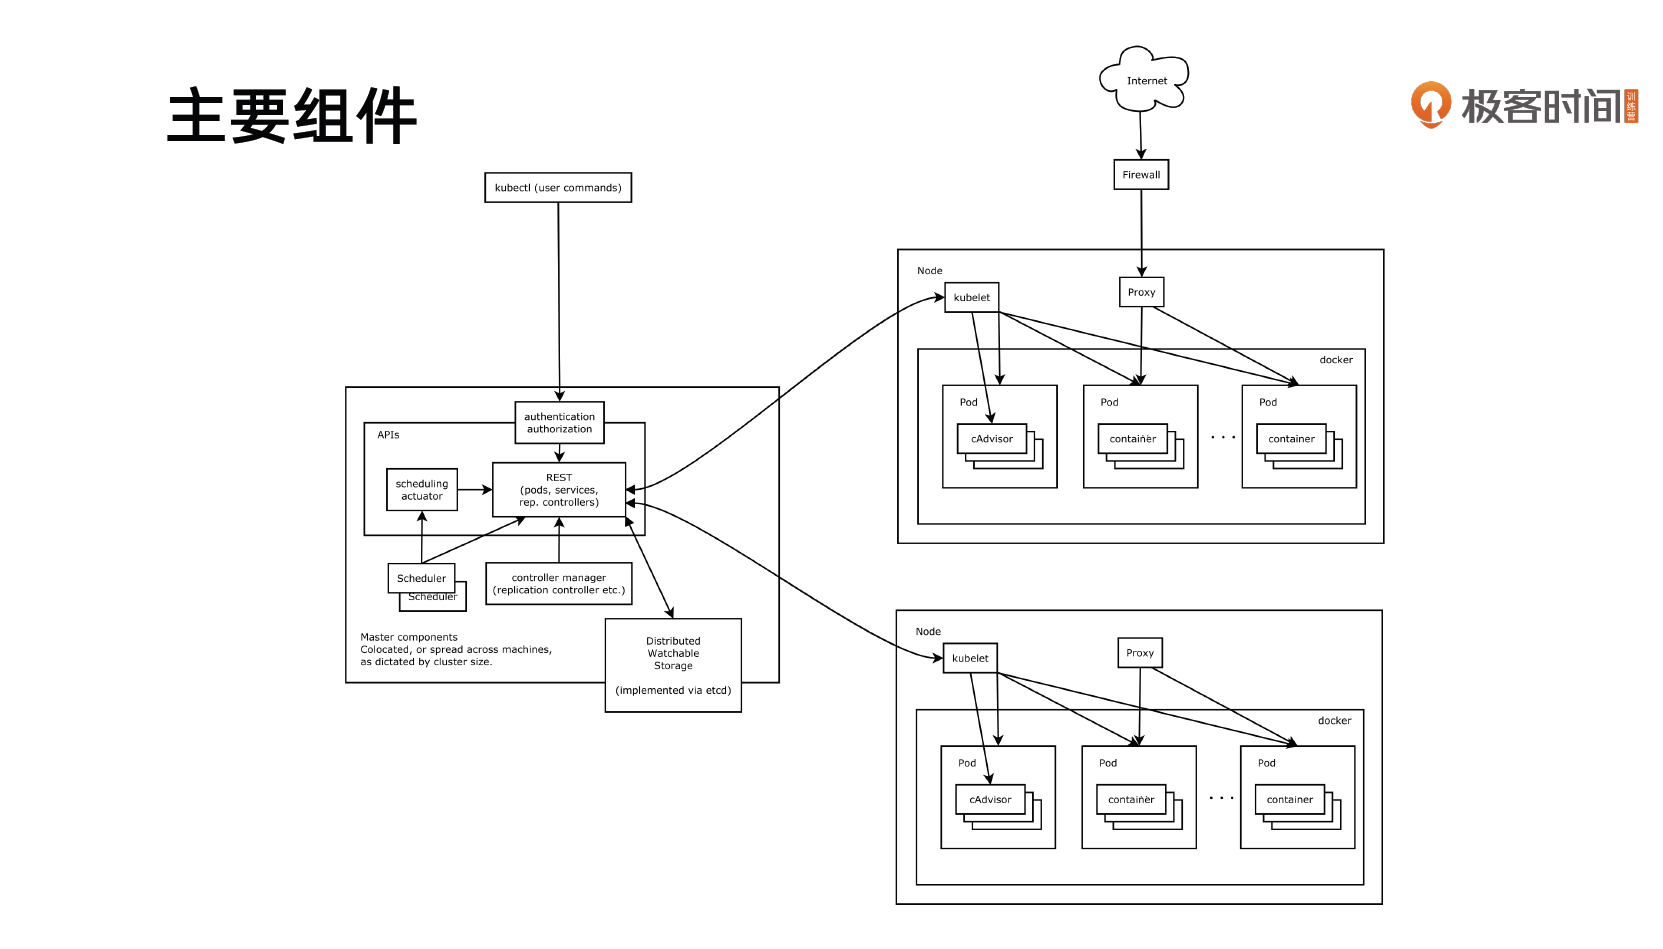 主要组件
极客时间
训练营
Internet
Firewall
kubectl (user commands)
authentication
authorization
APIs
scheduling
actuator
REST
(pods, services,
rep. controllers)
Scheduler
Scheduler
controller manager
(replication controller etc.)
Master components
Colocated, or spread across machines,
as dictated by cluster size.
Distributed
Watchable
Storage
(implemented via etcd)
Node
kubelet
Proxy
docker
Pod
cAdvisor
Pod
container
. . .
Pod
container
Node
kubelet
Proxy
docker
Pod
cAdvisor
Pod
container
. . .
Pod
container